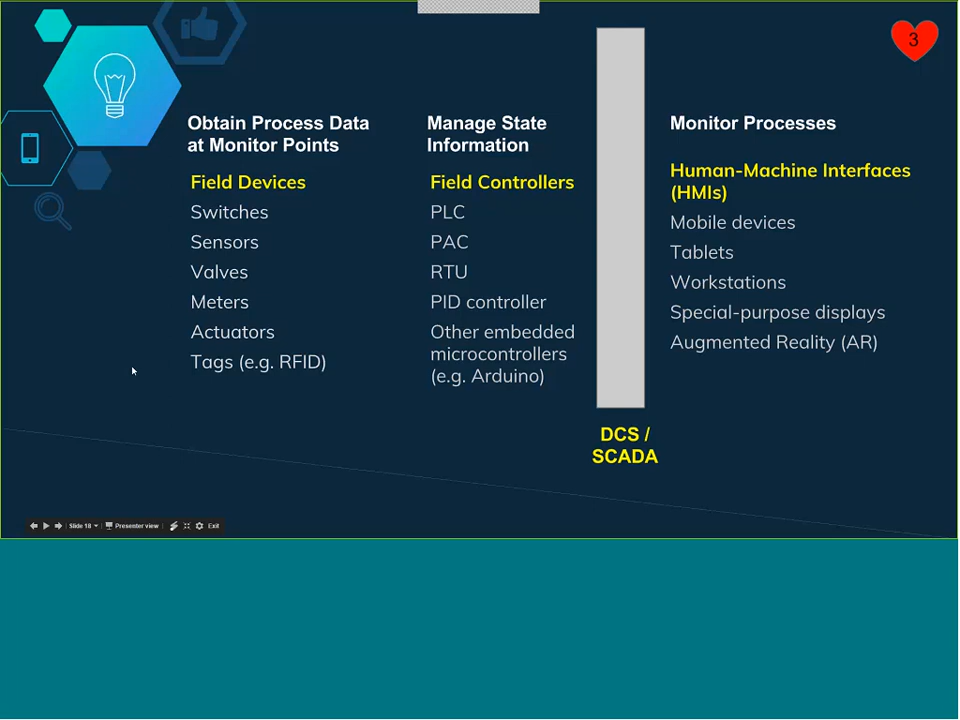 3
Obtain Process Data
at Monitor Points
Field Devices
Switches
Sensors
Valves
Meters
Actuators
Tags (e.g. RFID)
Manage State
Information
Field Controllers
PLC
PAC
RTU
PID controller
Other embedded
microcontrollers
(e.g. Arduino)
DCS /
SCADA
Monitor Processes
Human-Machine Interfaces
(HMIs)
Mobile devices
Tablets
Workstations
Special-purpose displays
Augmented Reality (AR)
Slide 18 Presenter view Exit